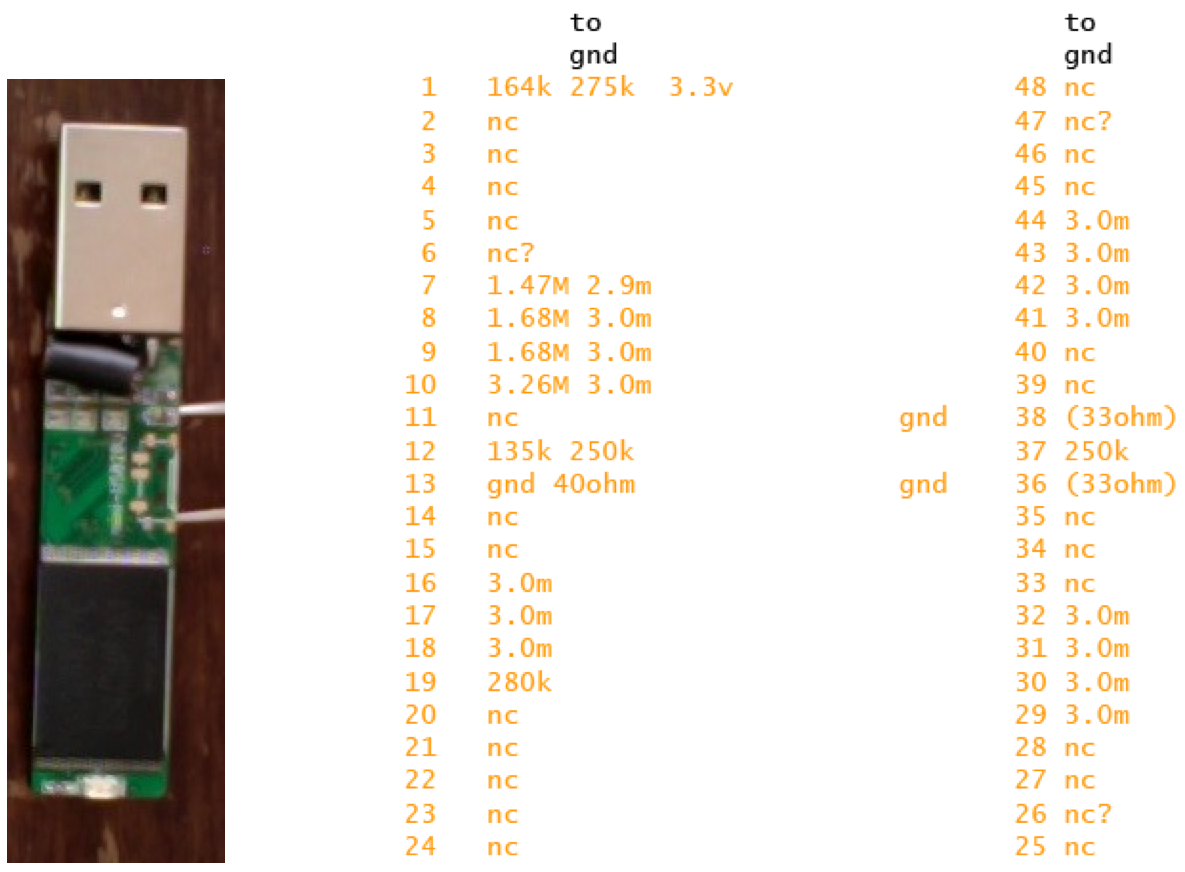 to to
gnd gnd
1 164k 275k 3.3v 48 nc
2 nc 47 nc?
3 nc 46 nc
4 nc 45 nc
5 nc 44 3.0m
6 nc? 43 3.0m
7 1.47M 2.9m 42 3.0m
8 1.68M 3.0m 41 3.0m
9 1.68M 3.0m 40 nc
10 3.26M 3.0m 39 nc
11 nc gnd 38 (33ohm)
12 135k 250k 37 250k
13 gnd 40ohm gnd 36 (33ohm)
14 nc 35 nc
15 nc 34 nc
16 3.0m 33 nc
17 3.0m 32 3.0m
18 3.0m 31 3.0m
19 280k 30 3.0m
20 nc 29 3.0m
21 nc 28 nc
22 nc 27 nc
23 nc 26 nc?
24 nc 25 nc